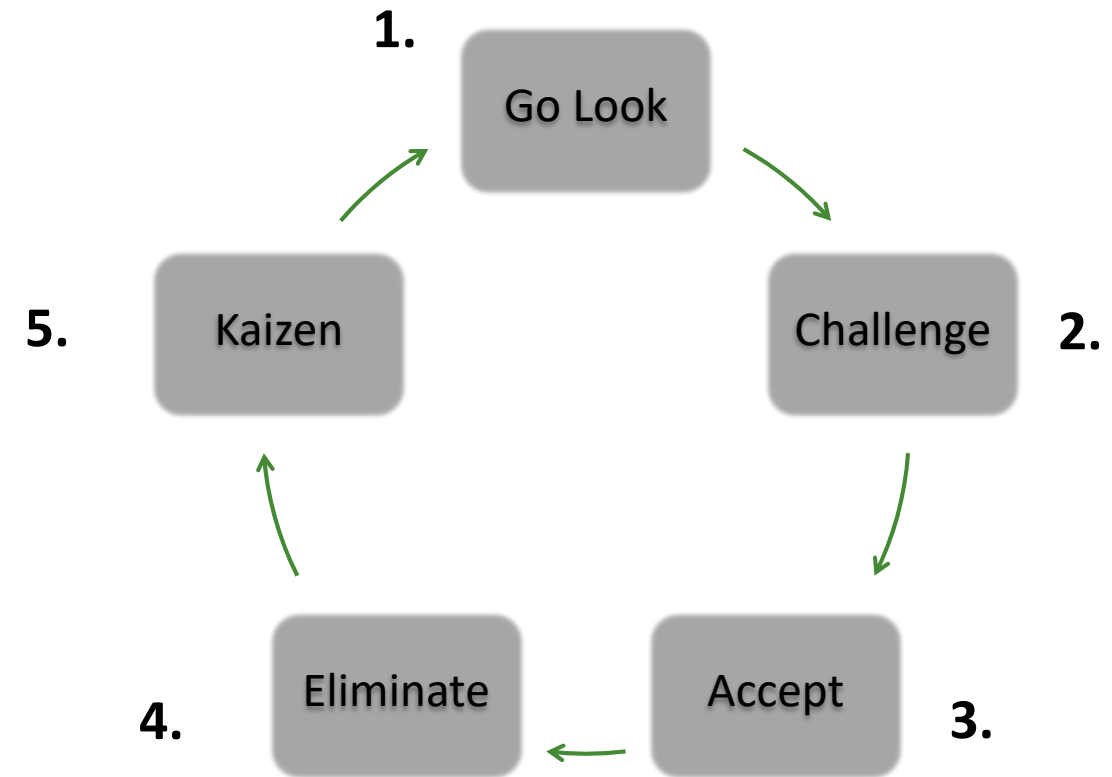 1.
Go Look
2.
Challenge
3.
Accept
4.
Eliminate
5.
Kaizen